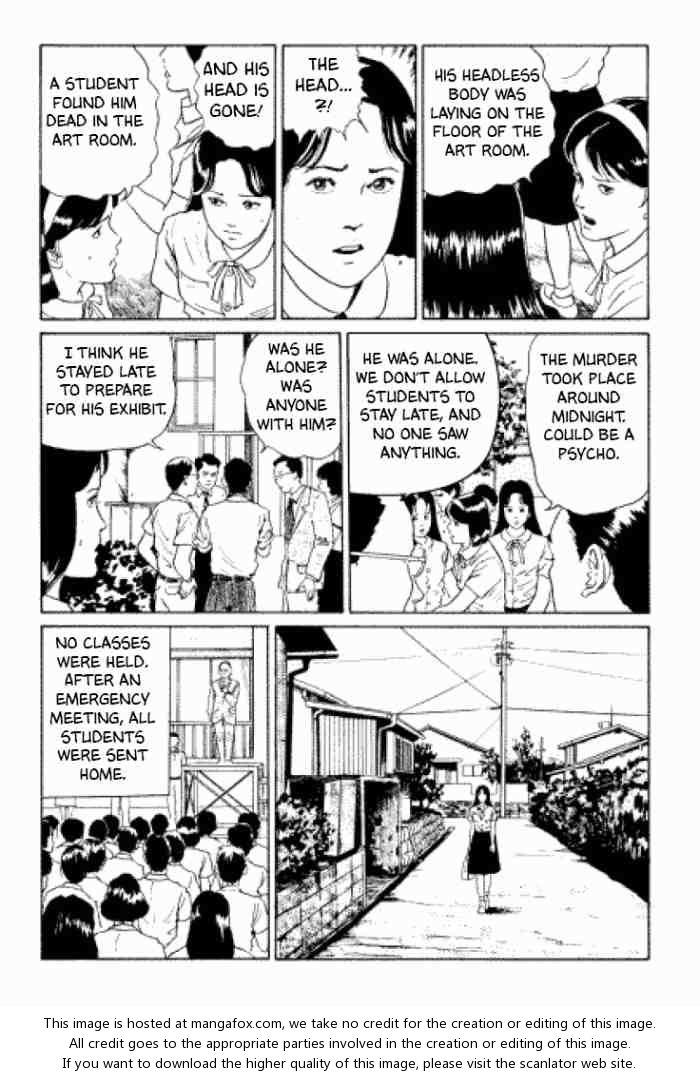 A STUDENT
FOUND HIM
DEAD IN THE
ART ROOM.
AND HIS
HEAD IS
GONE!
THE
HEAD...
?!
HIS HEADLESS
BODY WAS
LAYING ON THE
FLOOR OF THE
ART ROOM.
I THINK HE
STAYED LATE
TO PREPARE
FOR HIS EXHIBIT.
WAS HE
ALONE?
WAS
ANYONE
WITH HIM?
HE WAS ALONE.
WE DON'T ALLOW
STUDENTS TO
STAY LATE, AND
NO ONE SAW
ANYTHING.
THE MURDER
TOOK PLACE
AROUND
MIDNIGHT.
COULD BE A
PSYCHO.
NO CLASSES
WERE HELD.
AFTER AN
EMERGENCY
MEETING, ALL
STUDENTS
WERE SENT
HOME.
This image is hosted at mangafox.com, we take no credit for the creation or editing of this image.
All credit goes to the appropriate parties involved in the creation or editing of this image.
If you want to download the higher quality of this image, please visit the scanlator web site.